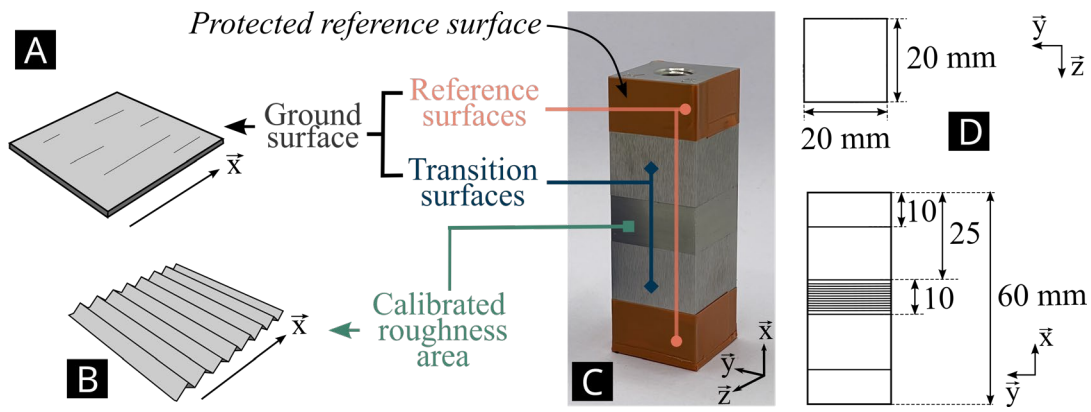 A
Protected reference surface
Ground
surface
Reference
surfaces
Transition
surfaces
x
B
Calibrated
roughness
area
x
C
x
y
z
20 mm
20 mm
y
z
D
10
25
10
60 mm
x
y